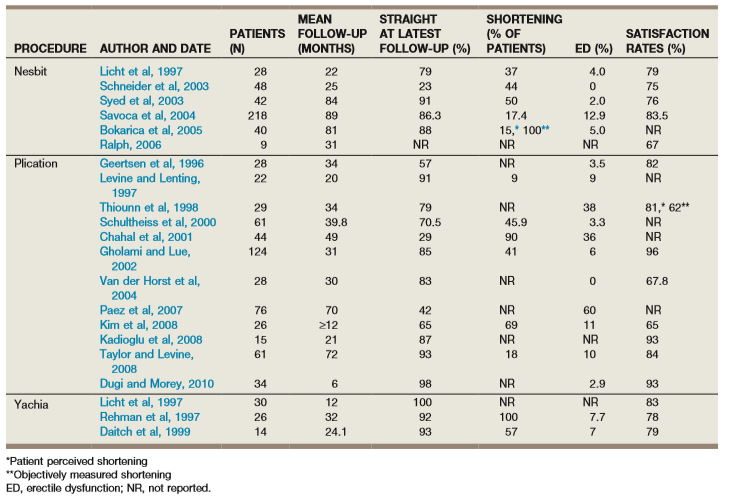 PROCEDURE AUTHOR AND DATE PATIENTS (N) MEAN FOLLOW-UP (MONTHS) STRAIGHT AT LATEST FOLLOW-UP (%) SHORTENING (% OF PATIENTS) ED (%) SATISFACTION RATES (%)
Nesbit Licht et al, 1997 28 22 79 37 4.0 79
Schneider et al, 2003 48 25 23 44 0 75
Syed et al, 2003 42 84 91 50 2.0 76
Savoca et al, 2004 218 89 86.3 17.4 12.9 83.5
Bokarica et al, 2005 40 81 88 15,* 100** 5.0 NR
Ralph, 2006 9 31 NR NR NR 67
Plication Geertsen et al, 1996 28 34 57 NR 3.5 82
Levine and Lenting, 1997 22 20 91 9 9 NR
Thiounn et al, 1998 29 34 79 NR 38 81,* 62**
Schultheiss et al, 2000 61 39.8 70.5 45.9 3.3 NR
Chahal et al, 2001 44 49 29 90 36 NR
Gholami and Lue, 2002 124 31 85 41 6 96
Van der Horst et al, 2004 28 30 83 NR 0 67.8
Paez et al, 2007 76 70 42 NR 60 NR
Kim et al, 2008 26 ≥12 65 69 11 65
Kadioglu et al, 2008 15 21 87 NR NR 93
Taylor and Levine, 2008 61 72 93 18 10 84
Dugi and Morey, 2010 34 6 98 NR 2.9 93
Yachia Licht et al, 1997 30 12 100 NR NR 83
Rehman et al, 1997 26 32 92 100 7.7 78
Daitch et al, 1999 14 24.1 93 57 7 79
*Patient perceived shortening
**Objectively measured shortening
ED, erectile dysfunction; NR, not reported.